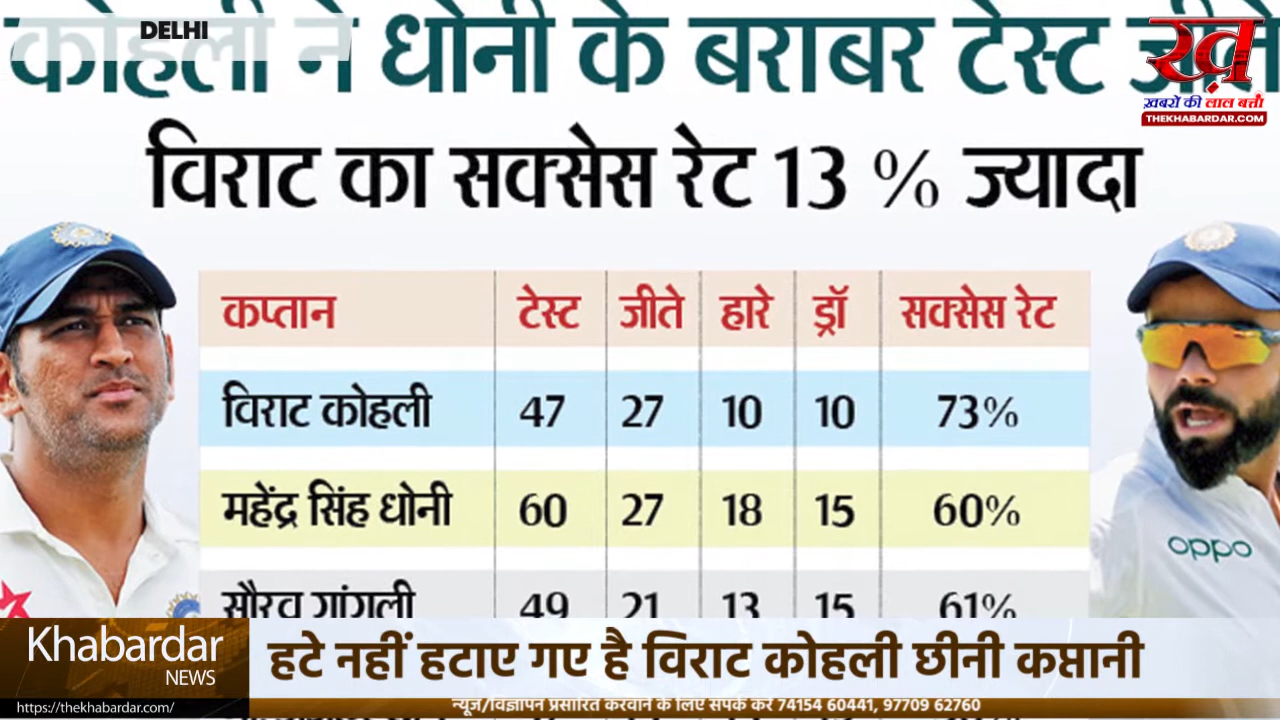 DELHI
कोहली ने धोनी के बराबर टेस्ट जीते
ख़
ख़बरों की लाल बत्ती
THEKHABARDAR.COM
विराट का सक्सेस रेट 13 % ज्यादा
कप्तान टेस्ट जीते हारे ड्रॉ सक्सेस रेट
विराट कोहली 47 27 10 10 73%
महेंद्र सिंह धोनी 60 27 18 15 60%
सौरव गांगुली 49 21 13 15 61%
oppo
Khabardar
NEWS
हटे नहीं हटाए गए है विराट कोहली छीनी कप्तानी
https://thekhabardar.com/
न्यूज/विज्ञापन प्रसारित करवाने के लिए संपर्क करें 74154 60441, 97709 62760